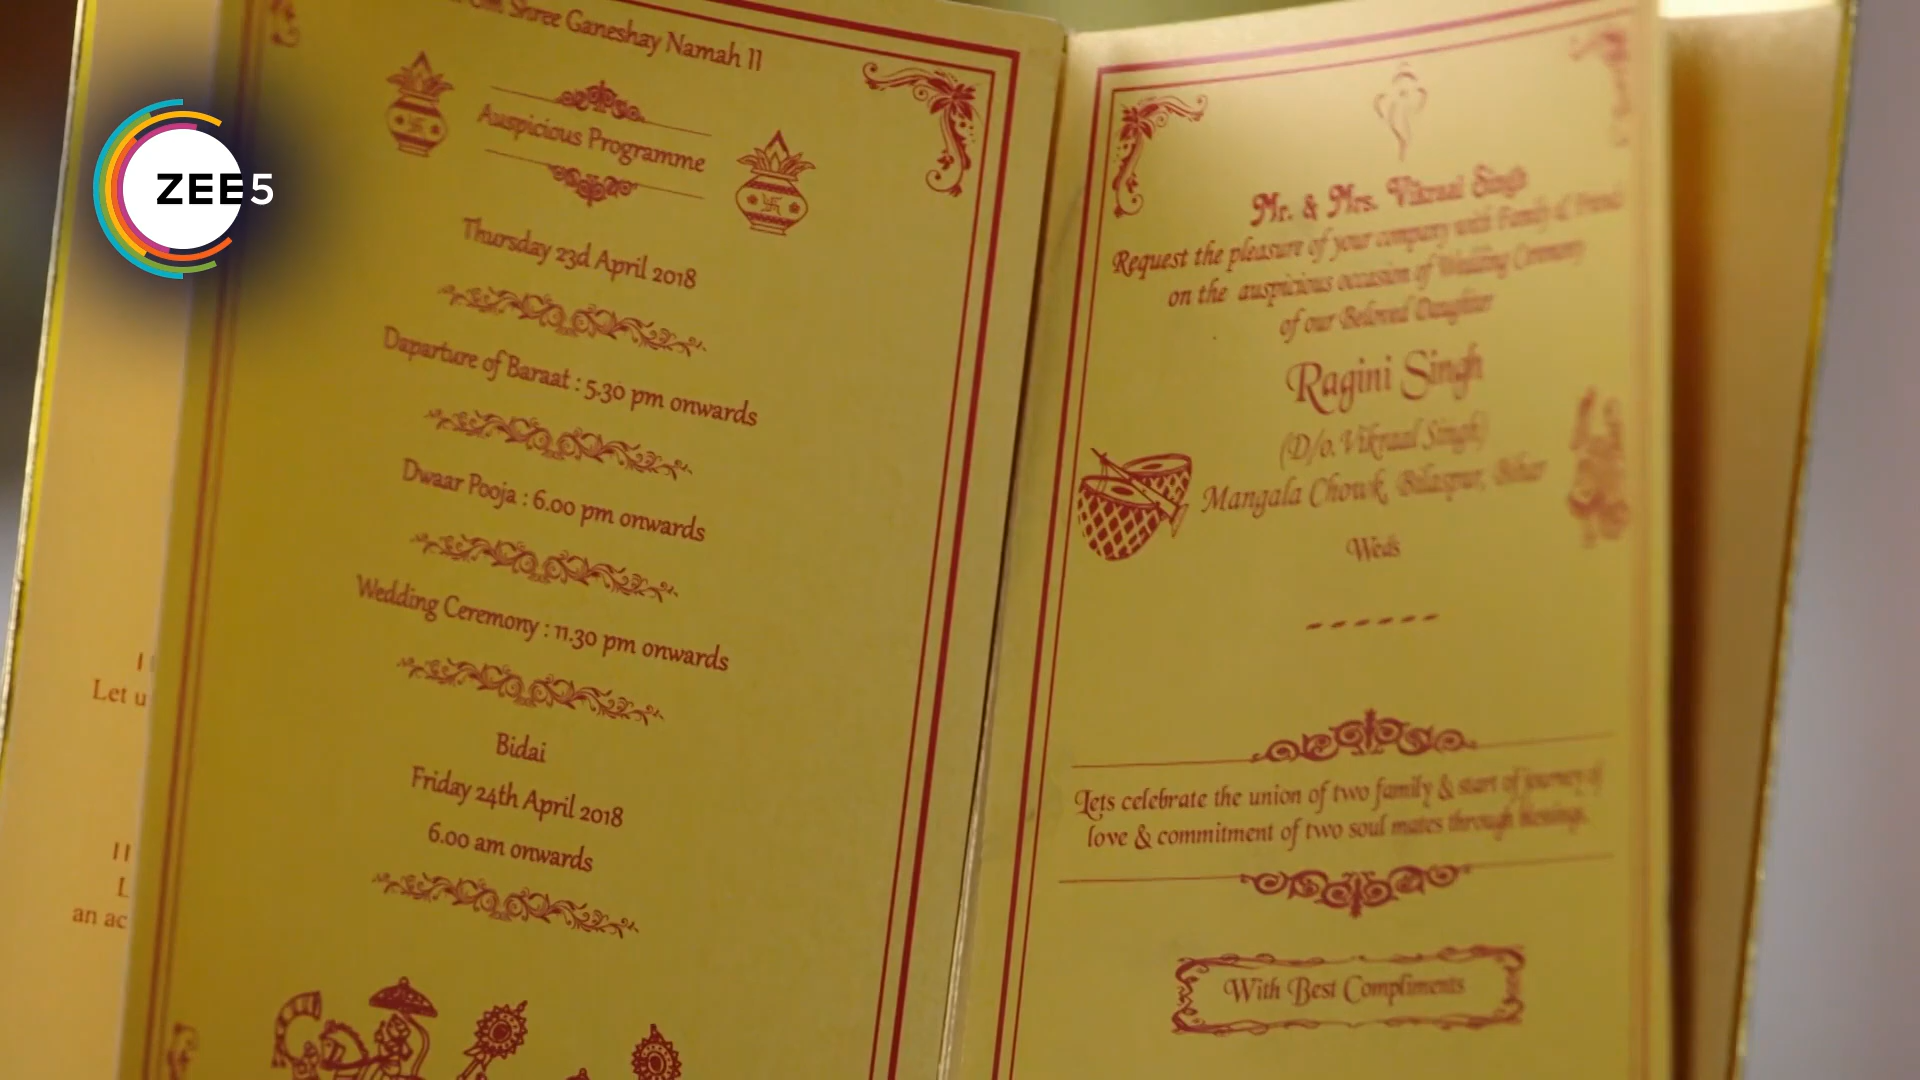 ZEE5
Shree Ganeshay Namah II
Auspicious Programme
Thursday 23d April 2018
Daparture of Baraat : 5.30 pm onwards
Dwaar Pooja : 6.00 pm onwards
Wedding Ceremony : 11.30 pm onwards
Bidai
Friday 24th April 2018
6.00 am onwards
Let u
L
an ac
Mr. & Mrs. Vikraal Singh
Request the pleasure of your company with Family & Friends
on the auspicious occasion of Wedding Ceremony
of our Beloved Daughter
Ragini Singh
(D/o. Vikraal Singh)
Mangala Chowk, Bilaspur, Bihar
Weds
------
Lets celebrate the union of two family & start of journey of
love & commitment of two soul mates through blessings.
With Best Compliments